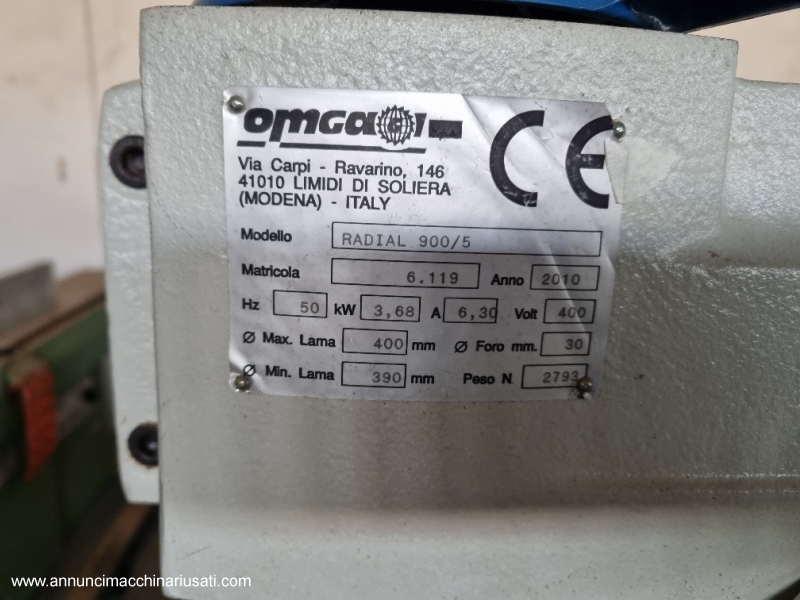 omga CE
Via Carpi - Ravarino, 146
41010 LIMIDI DI SOLIERA
(MODENA) - ITALY
Modello RADIAL 900/5
Matricola 6.119 Anno 2010
Hz 50 kW 3,68 A 6,30 Volt 400
Ø Max. Lama 400 mm Ø Foro mm. 30
Ø Min. Lama 390 mm Peso N. 2793
www.annuncimacchinariusati.com